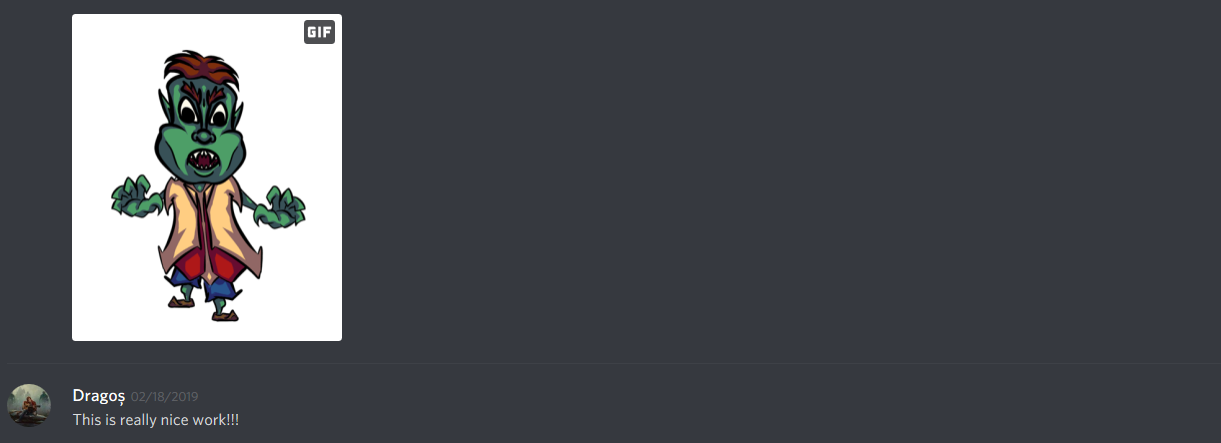 GIF
Dragoș 02/18/2019
This is really nice work!!!